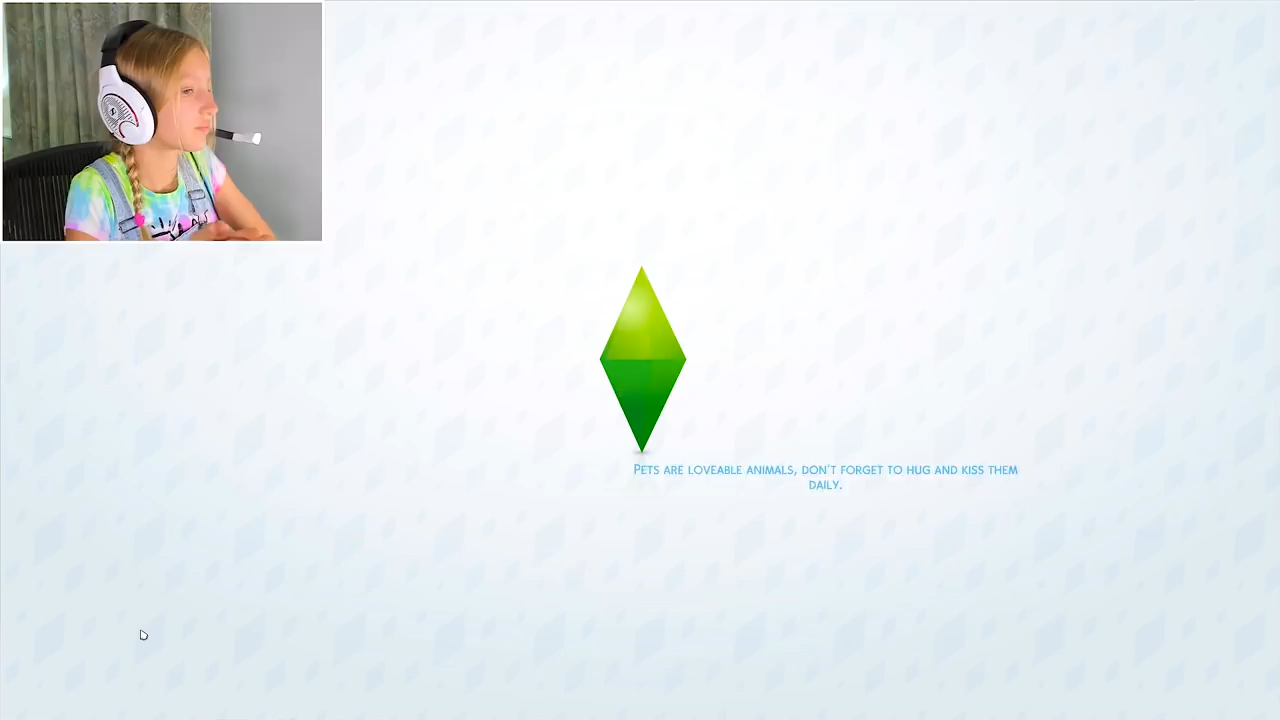 PETS ARE LOVEABLE ANIMALS, DON'T FORGET TO HUG AND KISS THEM
DAILY.